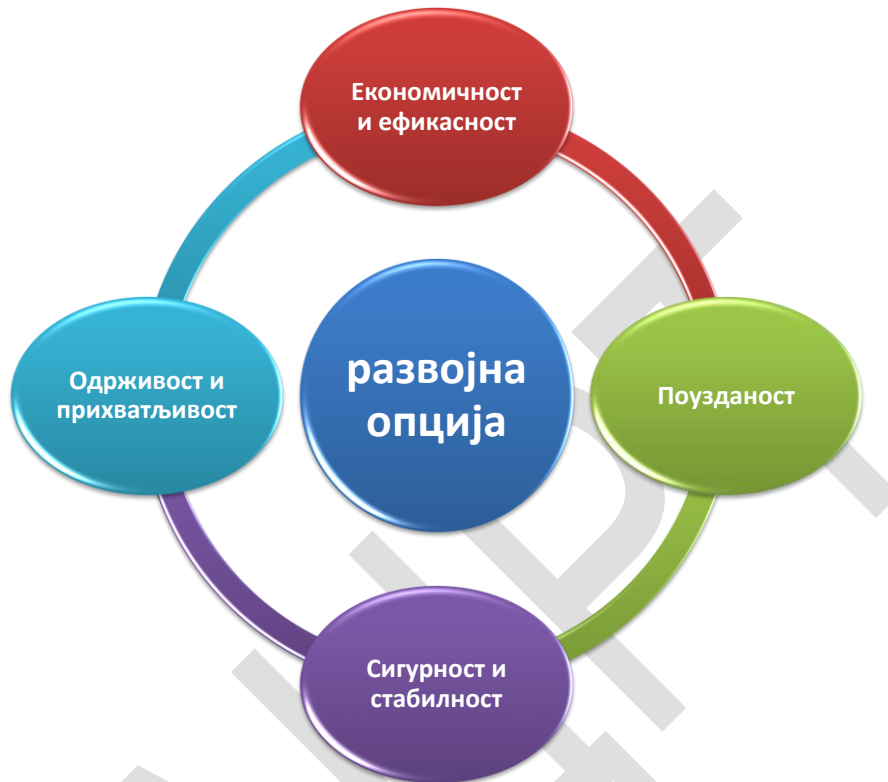 Економичност
и ефикасност
Одрживост и
прихватљивост
развојна
опција
Поузданост
Сигурност и
стабилност